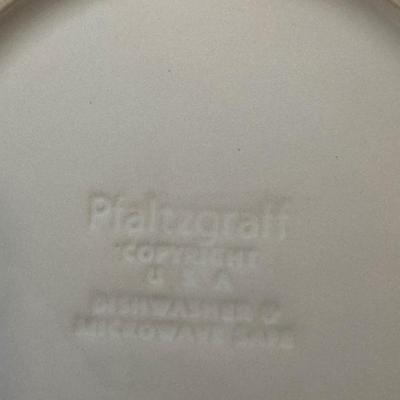 Pfaltzgraff
COPYRIGHT
U S A
DISHWASHER &
MICROWAVE SAFE